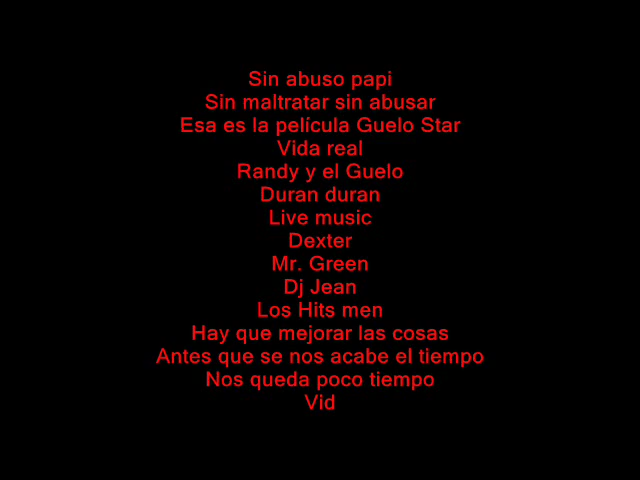 Sin abuso papi
Sin maltratar sin abusar
Esa es la película Guelo Star
Vida real
Randy y el Guelo
Duran duran
Live music
Dexter
Mr. Green
Dj Jean
Los Hits men
Hay que mejorar las cosas
Antes que se nos acabe el tiempo
Nos queda poco tiempo
Vid